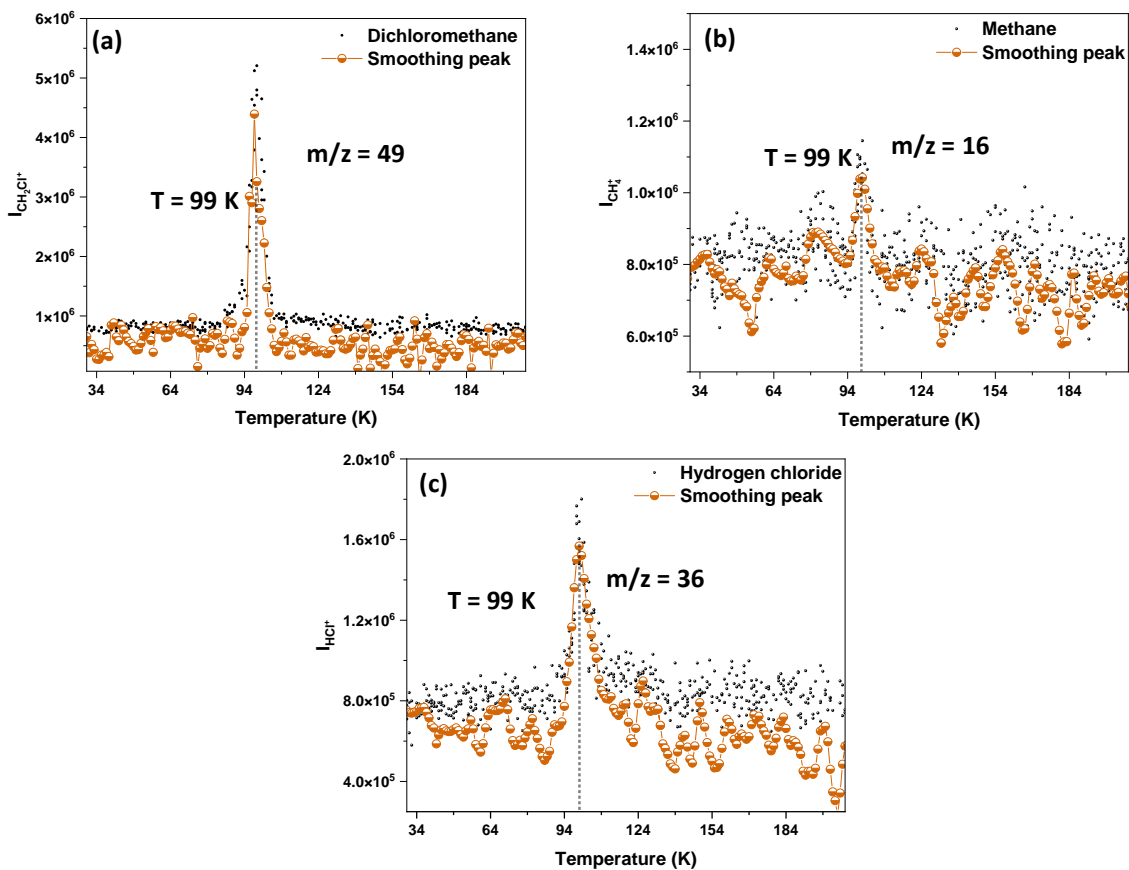 (a)
Dichloromethane
Smoothing peak
m/z = 49
T = 99 K
6×10⁶
5×10⁶
4×10⁶
3×10⁶
2×10⁶
1×10⁶
I_CH₂Cl⁺
34 64 94 124 154 184
Temperature (K)
(b)
Methane
Smoothing peak
m/z = 16
T = 99 K
1.4×10⁶
1.2×10⁶
1.0×10⁶
8.0×10⁵
6.0×10⁵
I_CH₄⁺
34 64 94 124 154 184
Temperature (K)
(c)
Hydrogen chloride
Smoothing peak
m/z = 36
T = 99 K
2.0×10⁶
1.6×10⁶
1.2×10⁶
8.0×10⁵
4.0×10⁵
I_HCl⁺
34 64 94 124 154 184
Temperature (K)